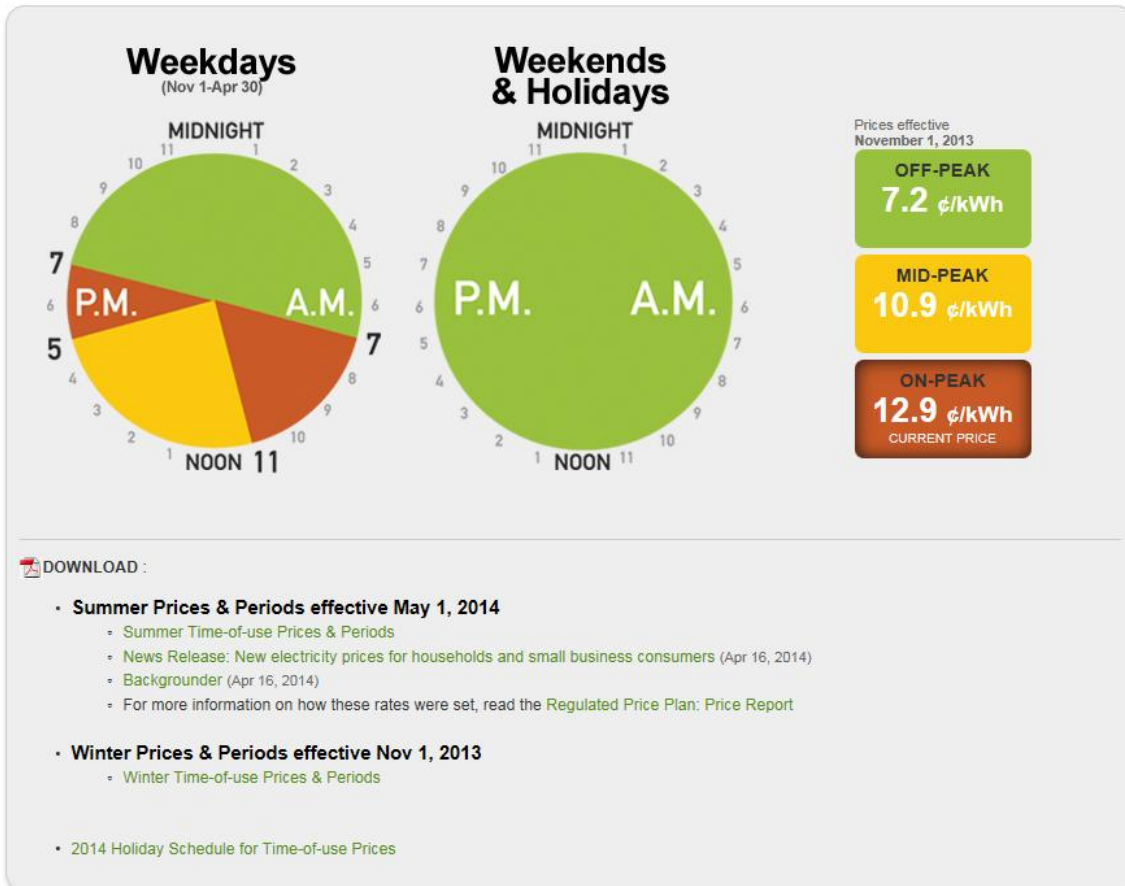 Weekdays
(Nov 1-Apr 30)
MIDNIGHT
11
1
10
2
9
3
8
4
7
5
P.M.
A.M.
6
6
5
7
4
8
3
9
2
10
1
NOON
11
Weekends
& Holidays
MIDNIGHT
11
1
10
2
9
3
8
4
7
5
P.M.
A.M.
6
6
5
7
4
8
3
9
2
10
1
NOON
11
Prices effective
November 1, 2013
OFF-PEAK
7.2 ¢/kWh
MID-PEAK
10.9 ¢/kWh
ON-PEAK
12.9 ¢/kWh
CURRENT PRICE
DOWNLOAD :
• Summer Prices & Periods effective May 1, 2014
◦ Summer Time-of-use Prices & Periods
◦ News Release: New electricity prices for households and small business consumers (Apr 16, 2014)
◦ Backgrounder (Apr 16, 2014)
◦ For more information on how these rates were set, read the Regulated Price Plan: Price Report
• Winter Prices & Periods effective Nov 1, 2013
◦ Winter Time-of-use Prices & Periods
• 2014 Holiday Schedule for Time-of-use Prices